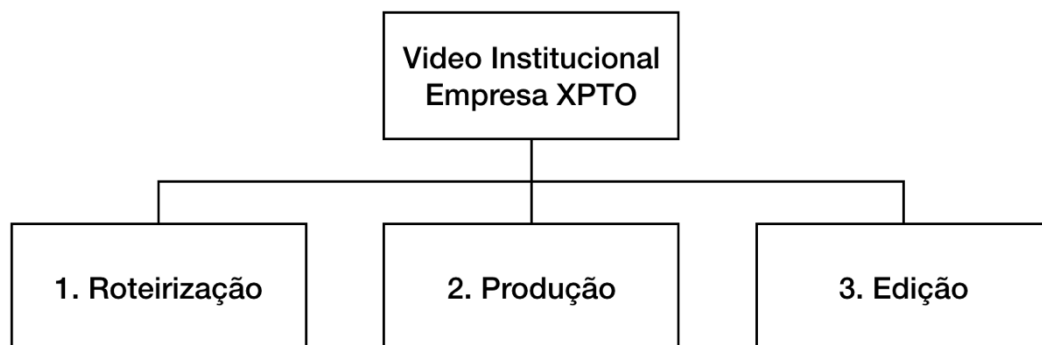 Video Institucional
Empresa XPTO
1. Roteirização
2. Produção
3. Edição